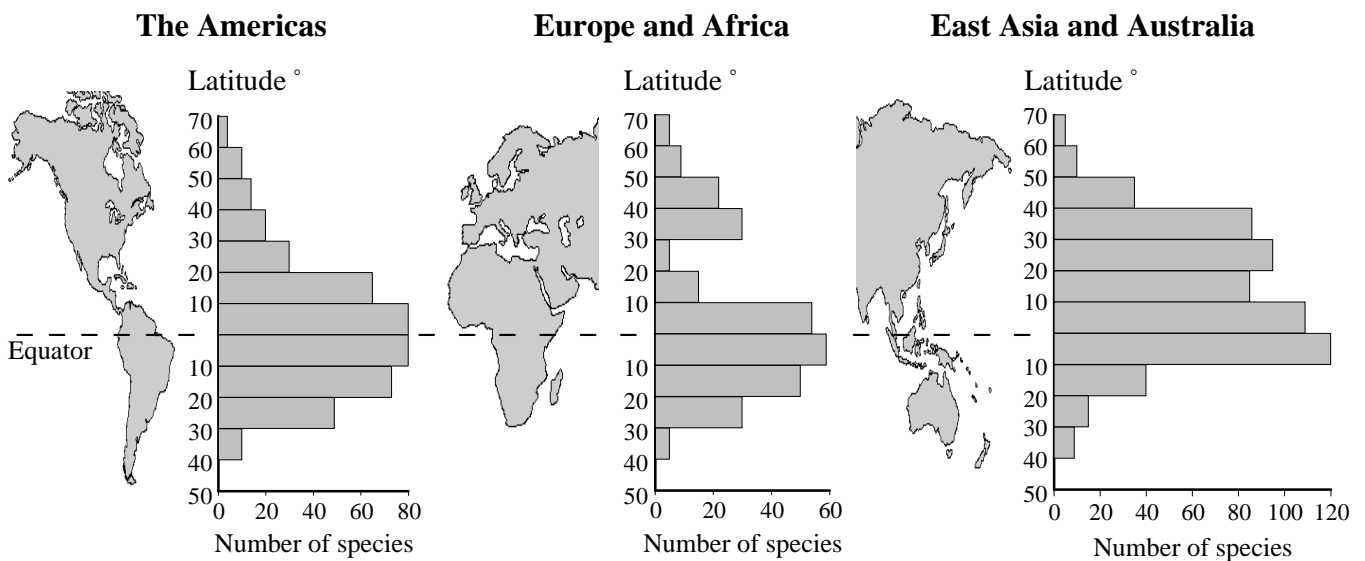 The Americas
Europe and Africa
East Asia and Australia
Latitude °
Latitude °
Latitude °
70
60
50
40
30
20
10
10
20
30
40
50
70
60
50
40
30
20
10
10
20
30
40
50
70
60
50
40
30
20
10
10
20
30
40
50
Equator
0 20 40 60 80
0 20 40 60
0 20 40 60 80 100 120
Number of species
Number of species
Number of species